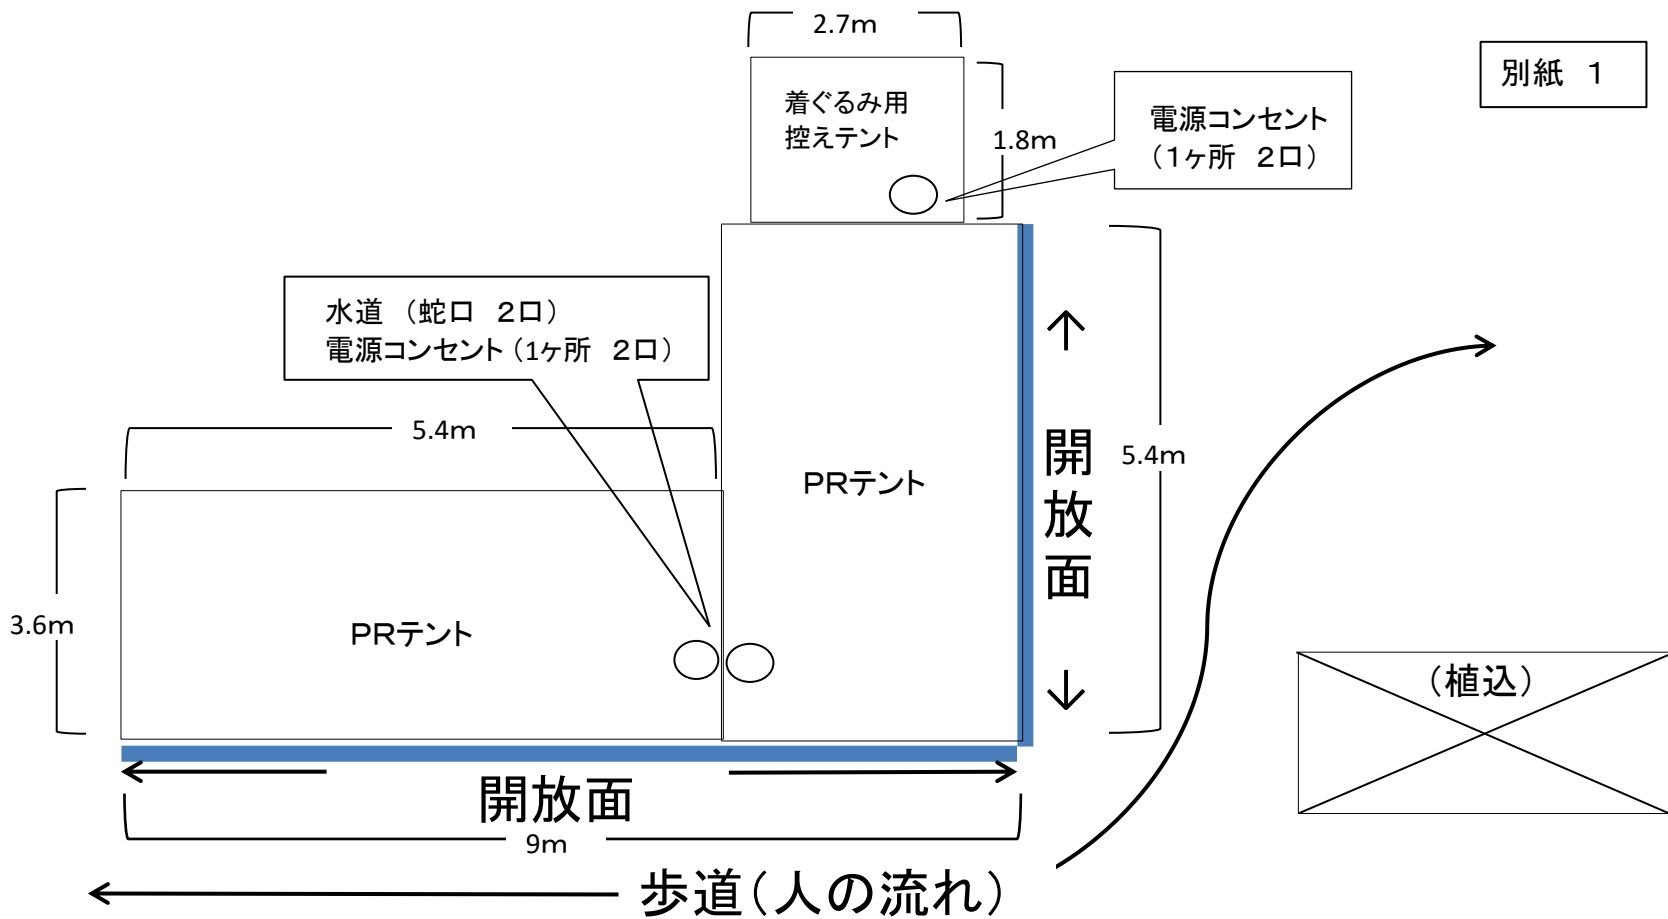 2.7m
別紙 1
着ぐるみ用
控えテント
1.8m
電源コンセント
（1ヶ所 2口）
水道 （蛇口 2口）
電源コンセント（1ヶ所 2口）
5.4m
PRテント
開放面
5.4m
3.6m
PRテント
（植込）
開放面
9m
歩道（人の流れ）